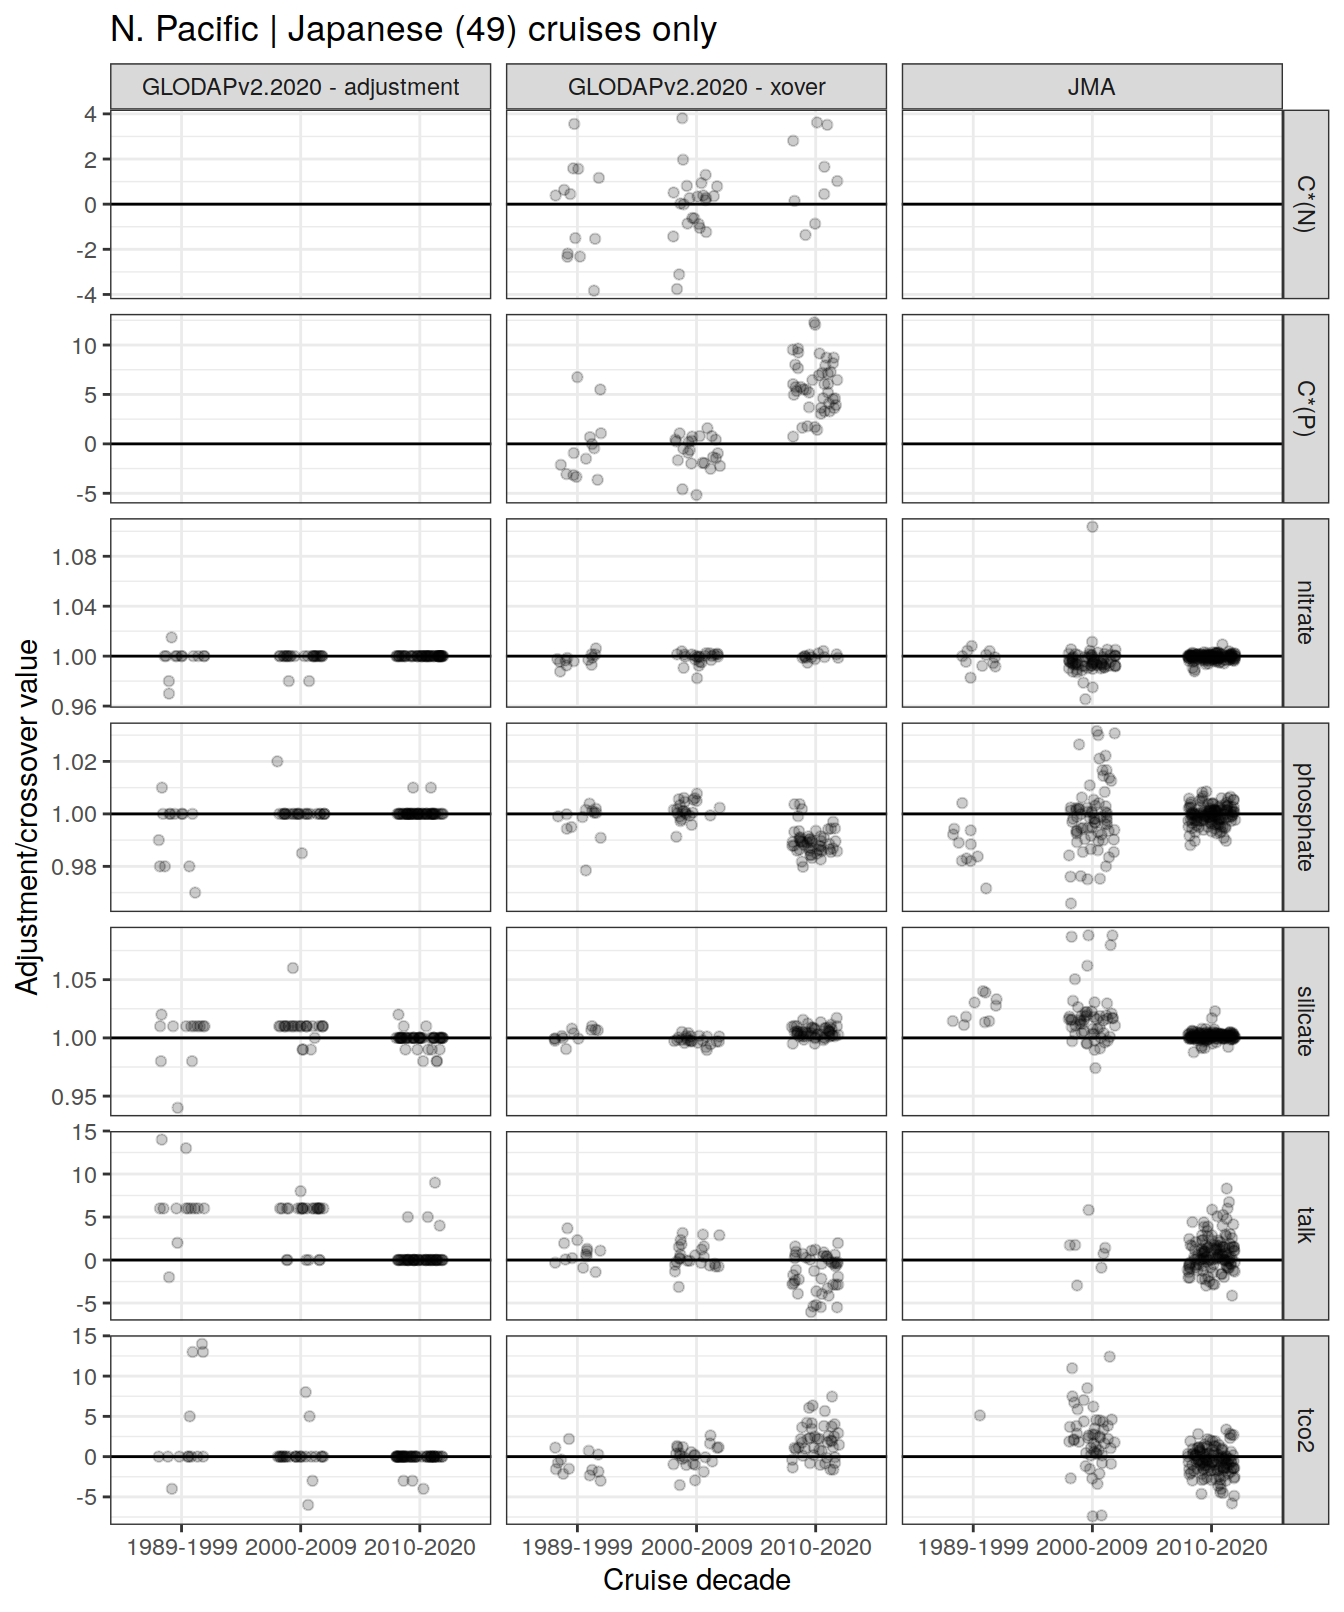 N. Pacific | Japanese (49) cruises only
GLODAPv2.2020 - adjustment
GLODAPv2.2020 - xover
JMA
4
2
0
-2
-4
C*(N)
10
5
0
-5
C*(P)
1.08
1.04
1.00
0.96
nitrate
1.02
1.00
0.98
phosphate
1.05
1.00
0.95
silicate
15
10
5
0
-5
talk
15
10
5
0
-5
tco2
Adjustment/crossover value
1989-1999 2000-2009 2010-2020
1989-1999 2000-2009 2010-2020
1989-1999 2000-2009 2010-2020
Cruise decade